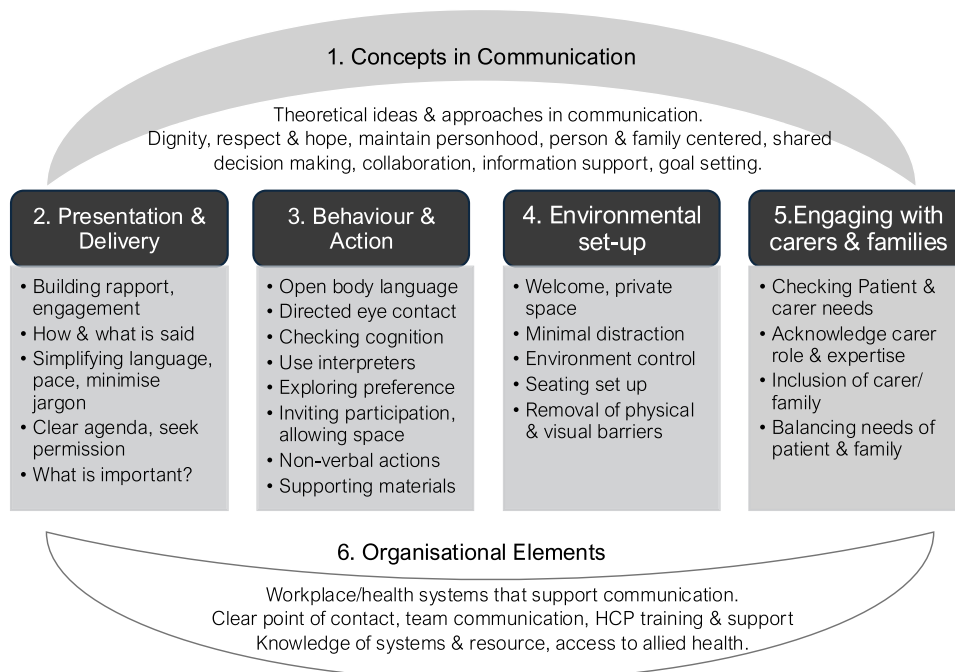 1. Concepts in Communication
Theoretical ideas & approaches in communication.
Dignity, respect & hope, maintain personhood, person & family centered, shared
decision making, collaboration, information support, goal setting.
2. Presentation &
Delivery
• Building rapport,
engagement
• How & what is said
• Simplifying language,
pace, minimise
jargon
• Clear agenda, seek
permission
• What is important?
3. Behaviour &
Action
• Open body language
• Directed eye contact
• Checking cognition
• Use interpreters
• Exploring preference
• Inviting participation,
allowing space
• Non-verbal actions
• Supporting materials
4. Environmental
set-up
• Welcome, private
space
• Minimal distraction
• Environment control
• Seating set up
• Removal of physical
& visual barriers
5.Engaging with
carers & families
• Checking Patient &
carer needs
• Acknowledge carer
role & expertise
• Inclusion of carer/
family
• Balancing needs of
patient & family
6. Organisational Elements
Workplace/health systems that support communication.
Clear point of contact, team communication, HCP training & support
Knowledge of systems & resource, access to allied health.